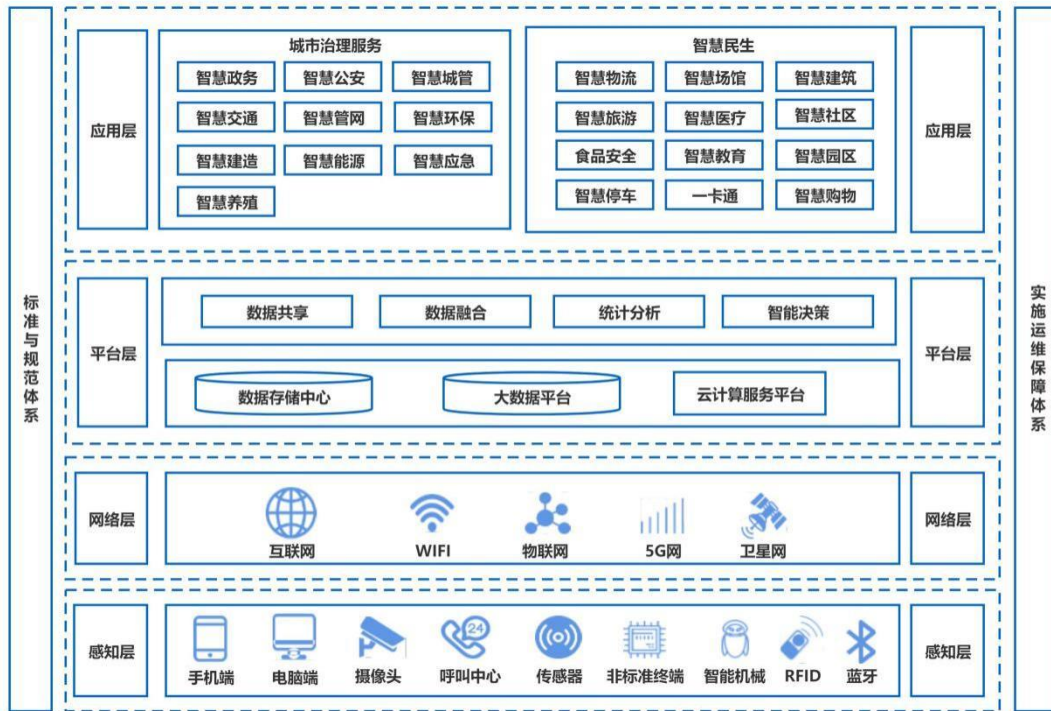 标准与规范体系
应用层
城市治理服务
智慧政务
智慧公安
智慧城管
智慧交通
智慧管网
智慧环保
智慧建造
智慧能源
智慧应急
智慧养殖
智慧民生
智慧物流
智慧场馆
智慧建筑
智慧旅游
智慧医疗
智慧社区
食品安全
智慧教育
智慧园区
智慧停车
一卡通
智慧购物
应用层
平台层
数据共享
数据融合
统计分析
智能决策
数据存储中心
大数据平台
云计算服务平台
平台层
网络层
互联网
WIFI
物联网
5G网
卫星网
网络层
感知层
手机端
电脑端
摄像头
24
呼叫中心
传感器
非标准终端
智能机械
RFID
蓝牙
感知层
实施运维保障体系